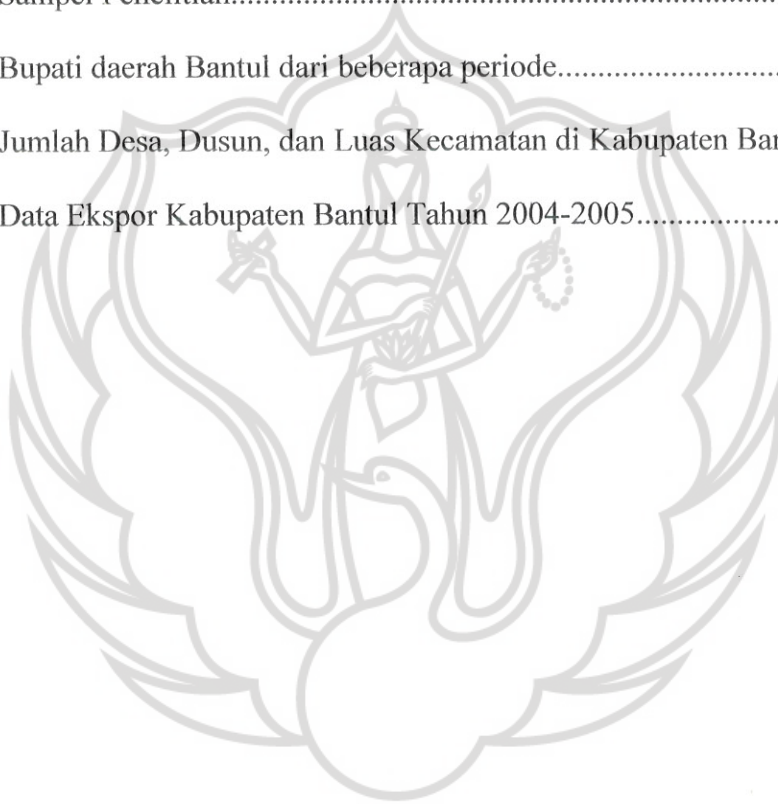 Bupati daerah Bantul dari beberapa periode............................
Jumlah Desa, Dusun, dan Luas Kecamatan di Kabupaten
Data Ekspor Kabupaten Bantul Tahun 2004-2005..................